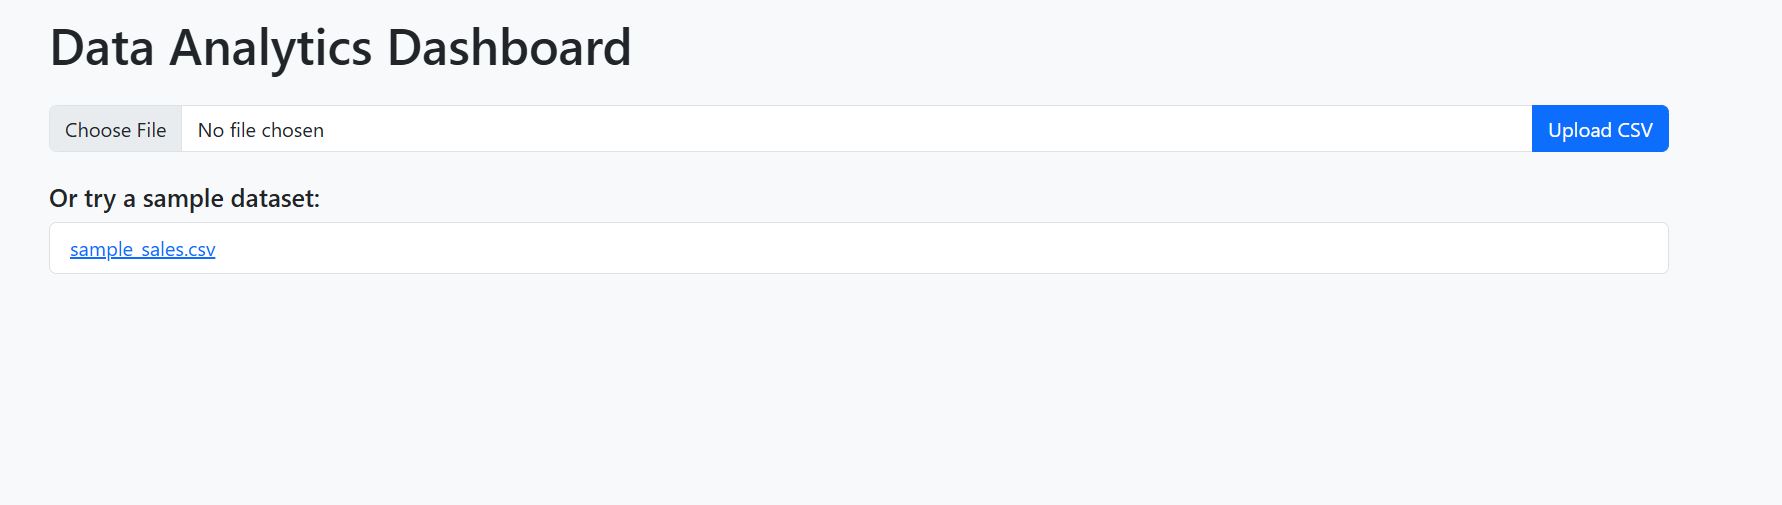 Data Analytics Dashboard
Choose File No file chosen Upload CSV
Or try a sample dataset:
sample_sales.csv